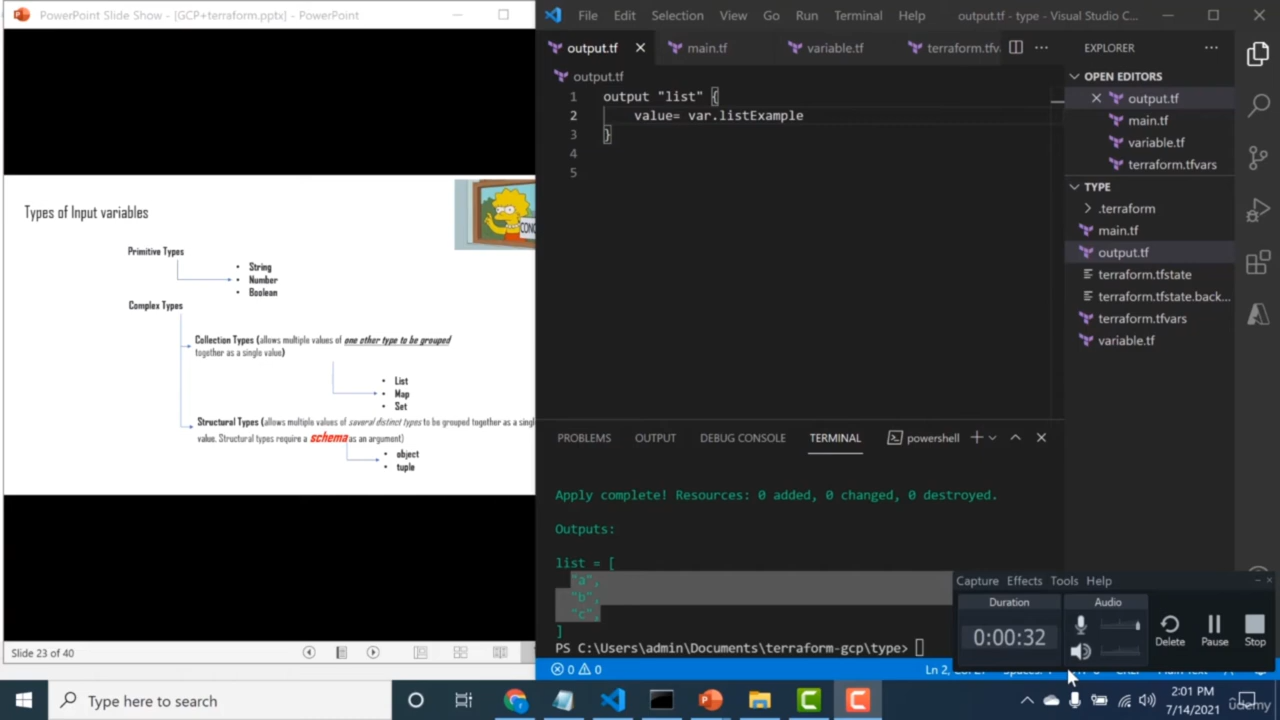 PowerPoint Slide Show - [GCP+terraform.pptx] - PowerPoint
Types of Input variables
Primitive Types
• String
• Number
• Boolean
Complex Types
Collection Types (allows multiple values of one other type to be grouped
together as a single value)
• List
• Map
• Set
Structural Types (allows multiple values of several distinct types to be grouped together as a sing
value. Structural types require a schema as an argument)
• object
• tuple
Slide 23 of 40
File Edit Selection View Go Run Terminal Help output.tf - type - Visual Studio C...
output.tf main.tf variable.tf terraform.tfv
output.tf
1 output "list" {
2 value= var.listExample
3 }
4
5
EXPLORER
OPEN EDITORS
output.tf
main.tf
variable.tf
terraform.tfvars
TYPE
.terraform
main.tf
output.tf
terraform.tfstate
terraform.tfstate.back...
terraform.tfvars
variable.tf
PROBLEMS OUTPUT DEBUG CONSOLE TERMINAL powershell
Apply complete! Resources: 0 added, 0 changed, 0 destroyed.
Outputs:
list = [
"a",
"b",
"c",
]
PS C:\Users\admin\Documents\terraform-gcp\type>
0 0
Capture Effects Tools Help
Duration
0:00:32
Audio
Delete Pause Stop
Type here to search
2:01 PM
7/14/2021
udemy